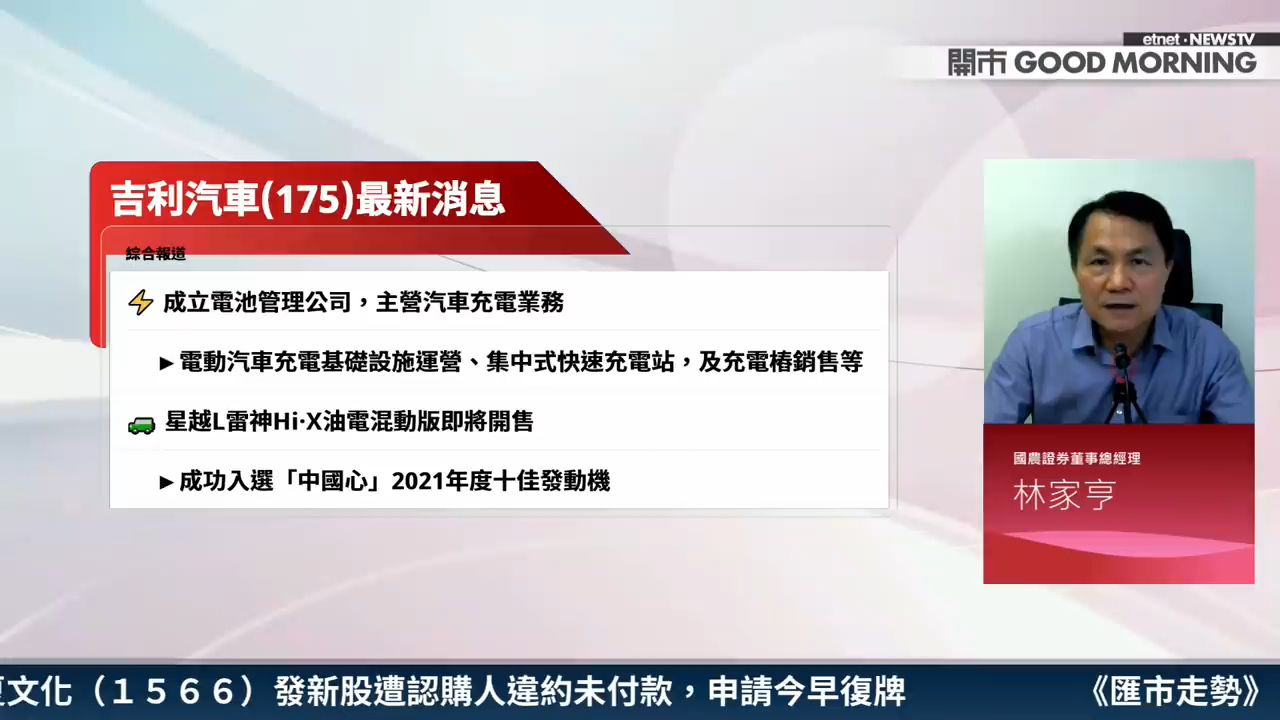 etnet·NEWSTV
開市 GOOD MORNING
吉利汽車(175)最新消息
綜合報道
成立電池管理公司，主營汽車充電業務
▶電動汽車充電基礎設施運營、集中式快速充電站，及充電樁銷售等
星越L雷神Hi·X油電混動版即將開售
▶成功入選「中國心」2021年度十佳發動機
國農證券董事總經理
林家亨
文化（１５６６）發新股遭認購人違約未付款，申請今早復牌
《匯市走勢》